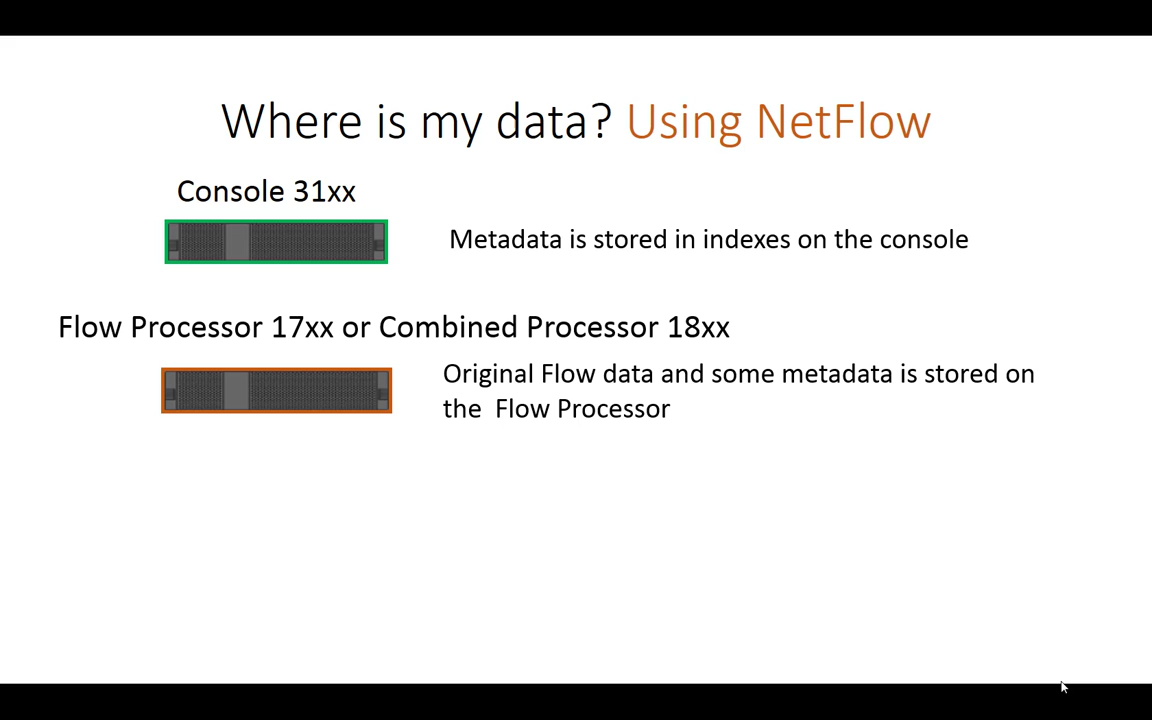 Where is my data? Using NetFlow
Console 31xx
Metadata is stored in indexes on the console
Flow Processor 17xx or Combined Processor 18xx
Original Flow data and some metadata is stored on
the  Flow Processor